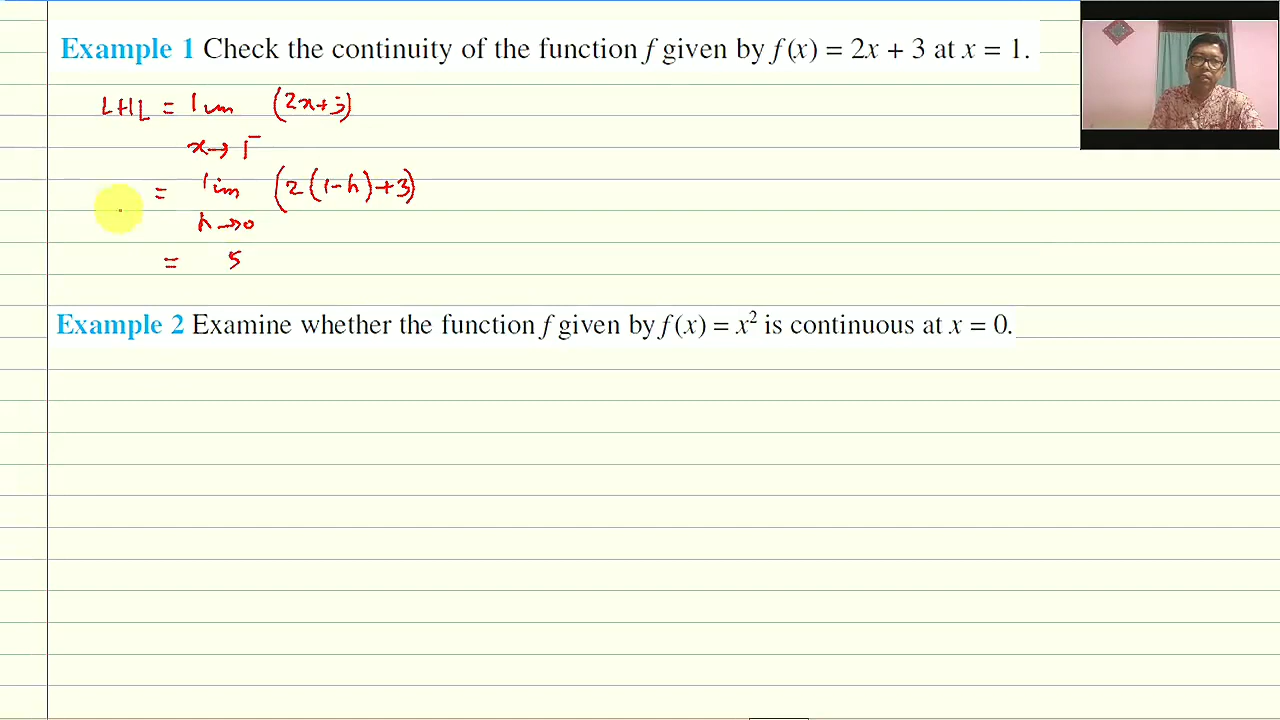 Example 1 Check the continuity of the function f given by f(x) = 2x + 3 at x = 1.
LHL = lim (2x+3)
x→1⁻
= lim (2(1-h)+3)
h→0
= 5
Example 2 Examine whether the function f given by f(x) = x² is continuous at x = 0.